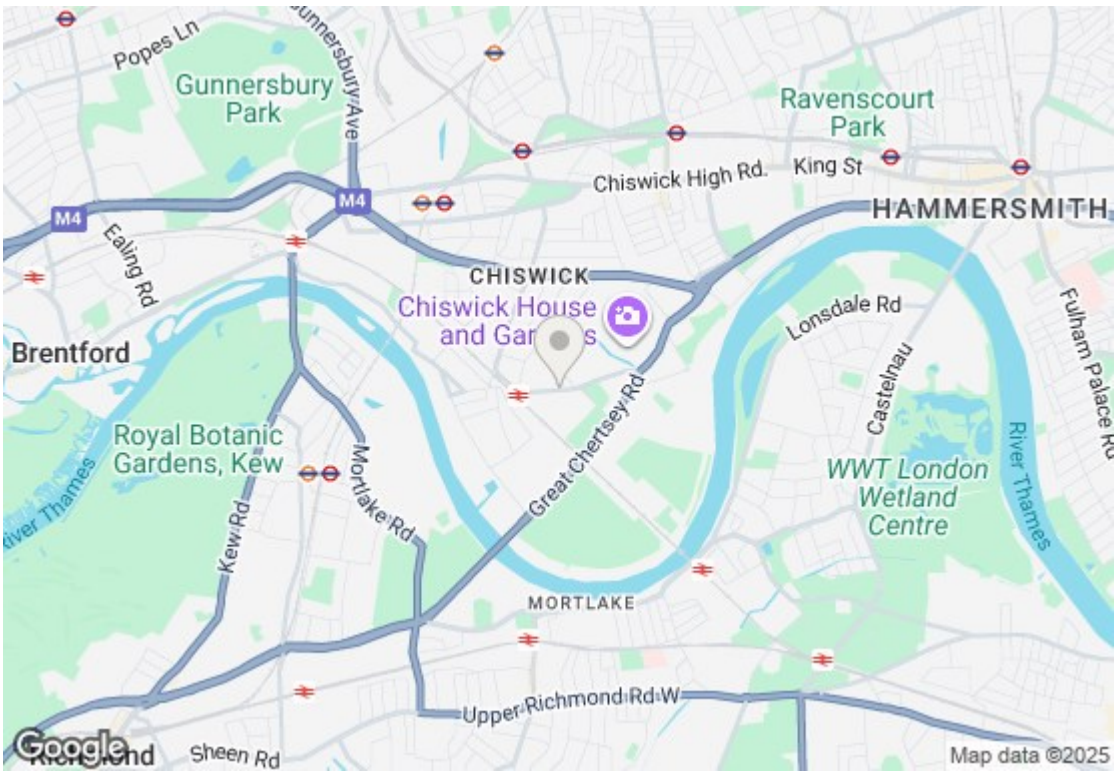 Popes Ln
Gunnersbury Ave
Gunnersbury
Park
Ravenscourt
Park
King St
Chiswick High Rd.
M4
M4
HAMMERSMITH
Ealing Rd
CHISWICK
Chiswick House
and Gar
s
Lonsdale Rd
Fulham Palace Rd
Brentford
Castelnau
Royal Botanic
Gardens, Kew
Mortlake Rd
Great Chertsey Rd
River Thames
WWT London
Wetland
Centre
River Thames
Kew Rd
MORTLAKE
Upper Richmond Rd W
Google
Richmond
Sheen Rd
Map data ©2025